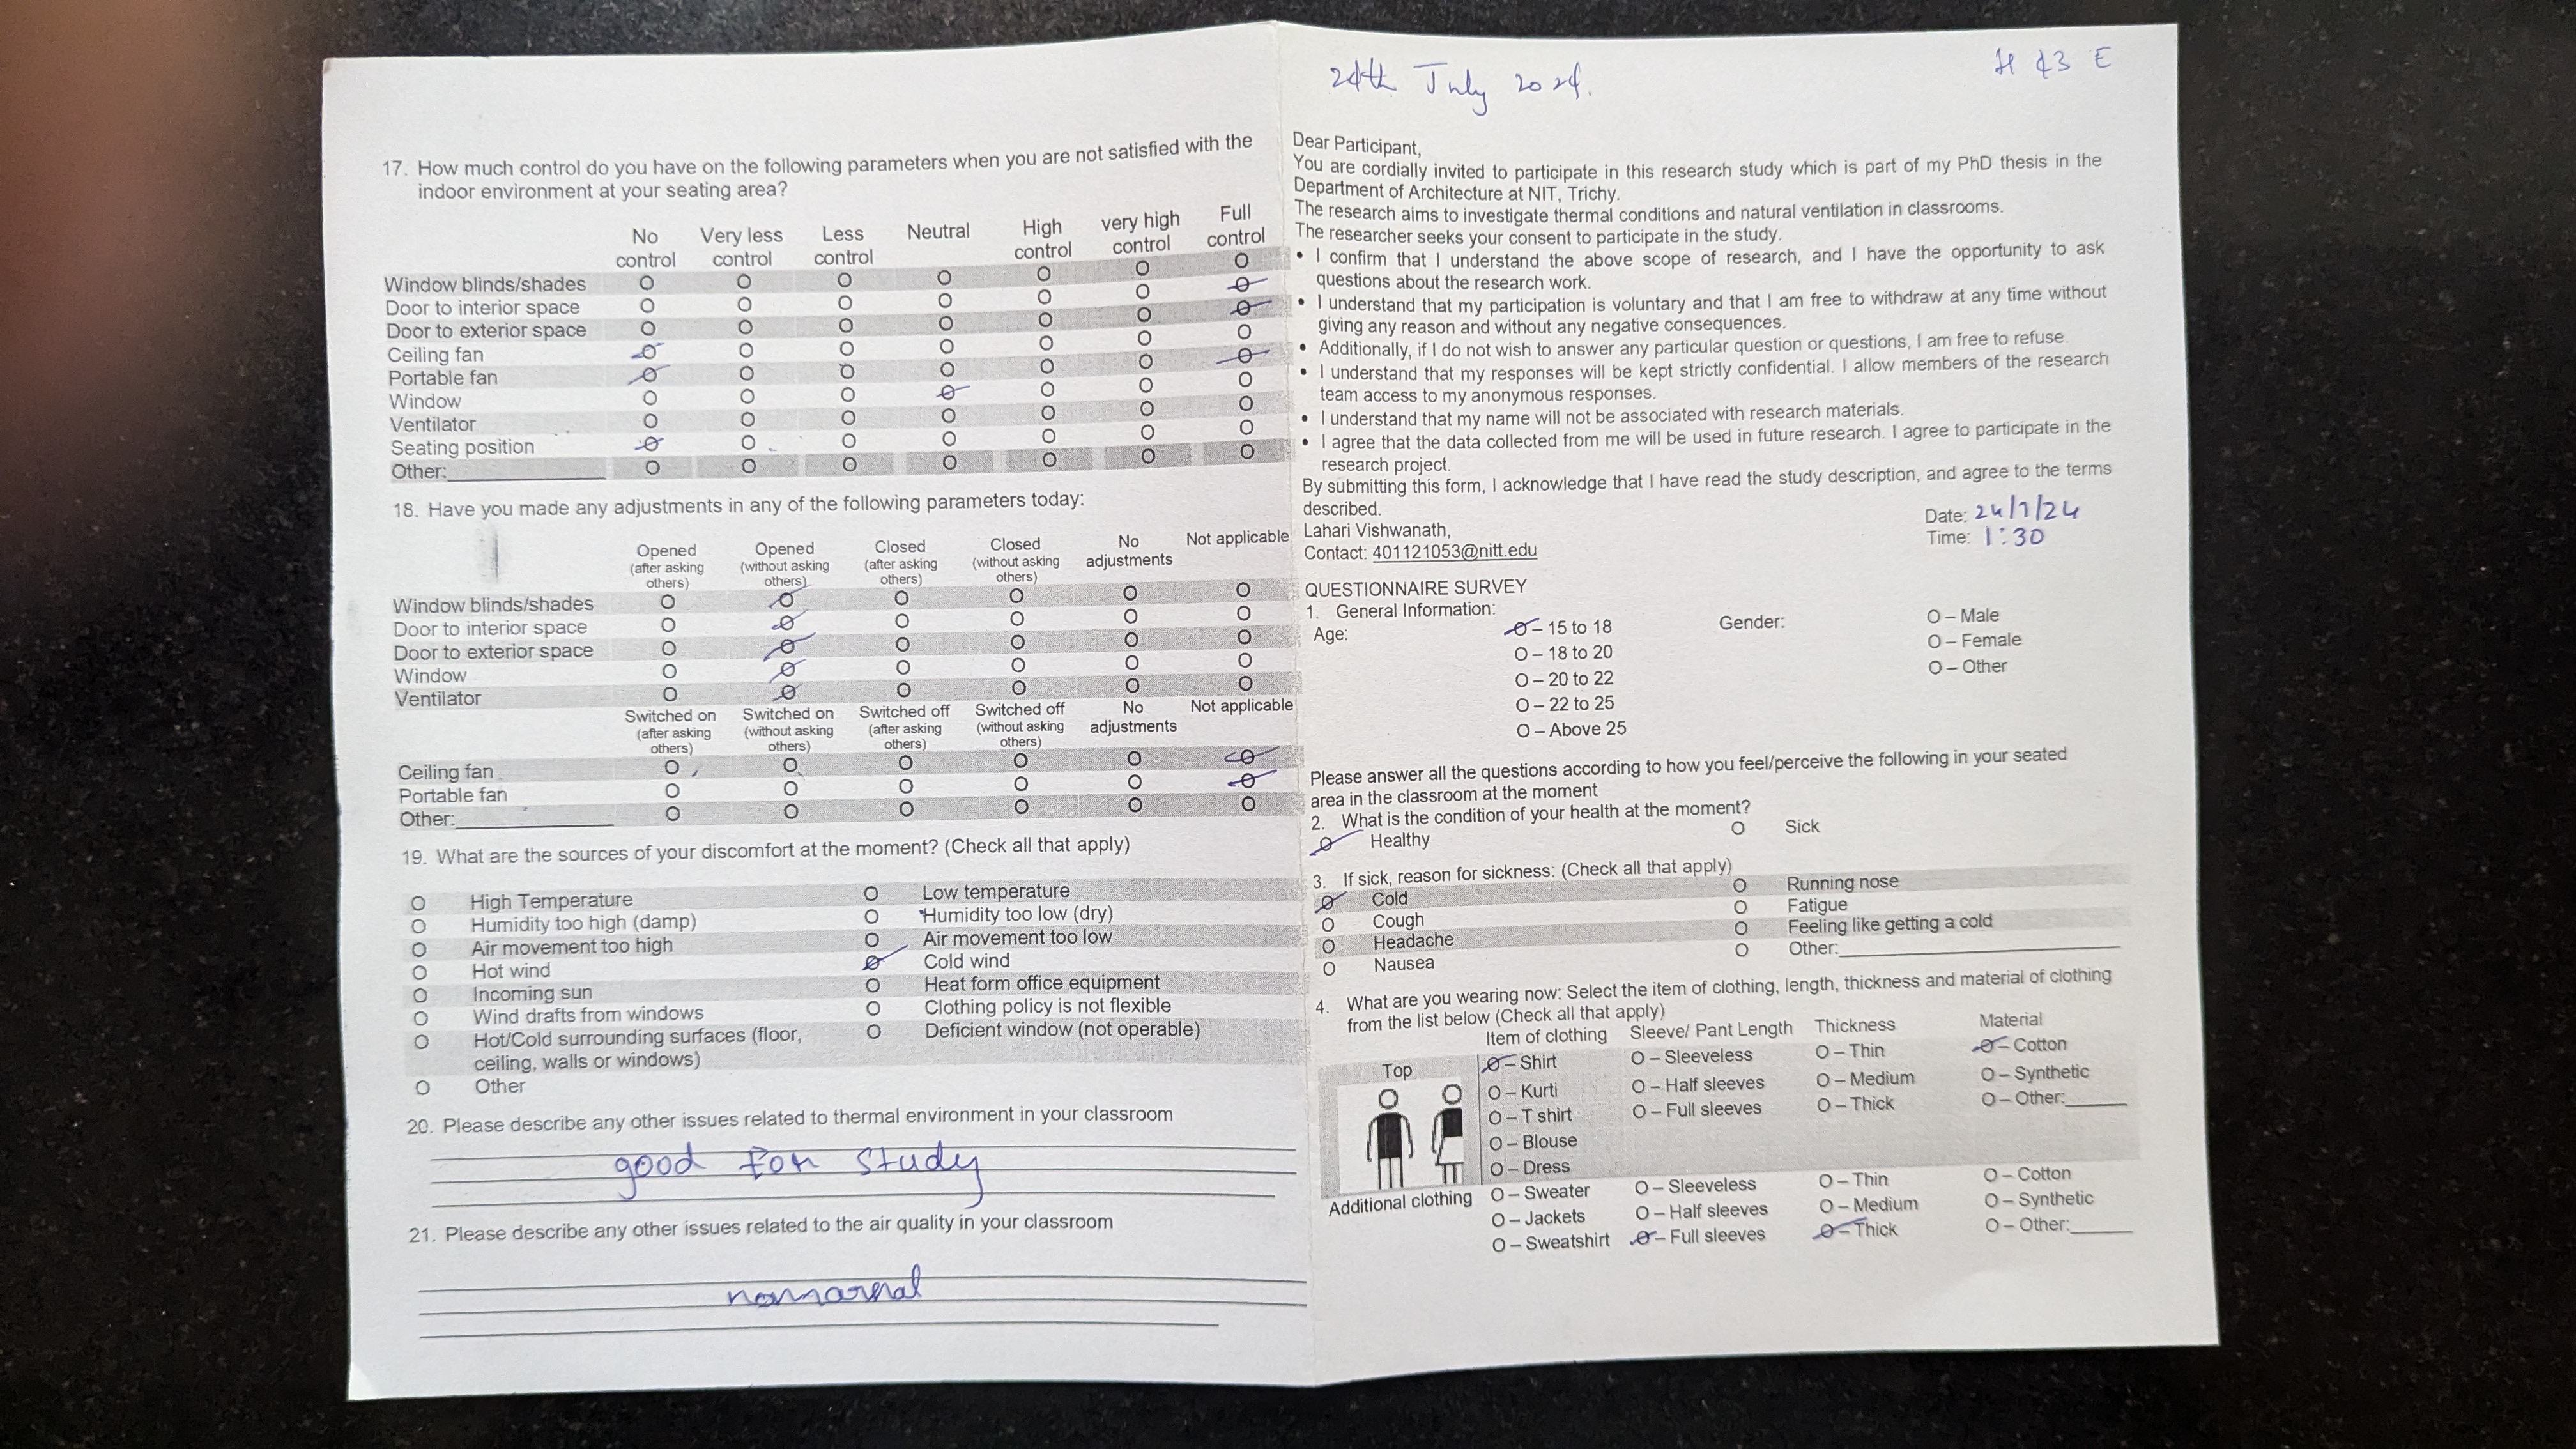 17. How much control do you have on the following parameters when you are not satisfied with the
indoor environment at your seating area?
No control Very less control Less control Neutral High control very high control Full control
Window blinds/shades O O O O O O O
Door to interior space O O O O O O O
Door to exterior space O O O O O O O
Ceiling fan O O O O O O O
Portable fan O O O O O O O
Window O O O O O O O
Ventilator O O O O O O O
Seating position O O O O O O O
Other: O O O O O O O
18. Have you made any adjustments in any of the following parameters today:
Opened (after asking others) Opened (without asking others) Closed (after asking others) Closed (without asking others) No adjustments Not applicable
Window blinds/shades O O O O O O
Door to interior space O O O O O O
Door to exterior space O O O O O O
Window O O O O O O
Ventilator O O O O O O
Switched on (after asking others) Switched on (without asking others) Switched off (after asking others) Switched off (without asking others) No adjustments Not applicable
Ceiling fan O O O O O O
Portable fan O O O O O O
Other: O O O O O O
19. What are the sources of your discomfort at the moment? (Check all that apply)
O High Temperature O Low temperature
O Humidity too high (damp) O Humidity too low (dry)
O Air movement too high O Air movement too low
O Hot wind O Cold wind
O Incoming sun O Heat form office equipment
O Wind drafts from windows O Clothing policy is not flexible
O Hot/Cold surrounding surfaces (floor, O Deficient window (not operable)
ceiling, walls or windows)
O Other
20. Please describe any other issues related to thermal environment in your classroom
good for study
21. Please describe any other issues related to the air quality in your classroom
24th July 2024.
H 43 E
Dear Participant,
You are cordially invited to participate in this research study which is part of my PhD thesis in the
Department of Architecture at NIT, Trichy.
The research aims to investigate thermal conditions and natural ventilation in classrooms.
The researcher seeks your consent to participate in the study.
• I confirm that I understand the above scope of research, and I have the opportunity to ask
questions about the research work.
• I understand that my participation is voluntary and that I am free to withdraw at any time without
giving any reason and without any negative consequences.
• Additionally, if I do not wish to answer any particular question or questions, I am free to refuse.
• I understand that my responses will be kept strictly confidential. I allow members of the research
team access to my anonymous responses.
• I understand that my name will not be associated with research materials.
• I agree that the data collected from me will be used in future research. I agree to participate in the
research project.
By submitting this form, I acknowledge that I have read the study description, and agree to the terms
described.
Date: 24/7/24
Lahari Vishwanath,
Time: 1:30
Contact: 401121053@nitt.edu
QUESTIONNAIRE SURVEY
1. General Information:
Age: O – 15 to 18 Gender: O – Male
O – 18 to 20 O – Female
O – 20 to 22 O – Other
O – 22 to 25
O – Above 25
Please answer all the questions according to how you feel/perceive the following in your seated
area in the classroom at the moment
2. What is the condition of your health at the moment?
O Healthy O Sick
3. If sick, reason for sickness: (Check all that apply)
O Cold O Running nose
O Cough O Fatigue
O Headache O Feeling like getting a cold
O Nausea O Other:
4. What are you wearing now: Select the item of clothing, length, thickness and material of clothing
from the list below (Check all that apply)
Item of clothing Sleeve/ Pant Length Thickness Material
Top O – Shirt O – Sleeveless O – Thin O – Cotton
O – Kurti O – Half sleeves O – Medium O – Synthetic
O – T shirt O – Full sleeves O – Thick O – Other:
O – Blouse
O – Dress
Additional clothing O – Sweater O – Sleeveless O – Thin O – Cotton
O – Jackets O – Half sleeves O – Medium O – Synthetic
O – Sweatshirt O – Full sleeves O – Thick O – Other: